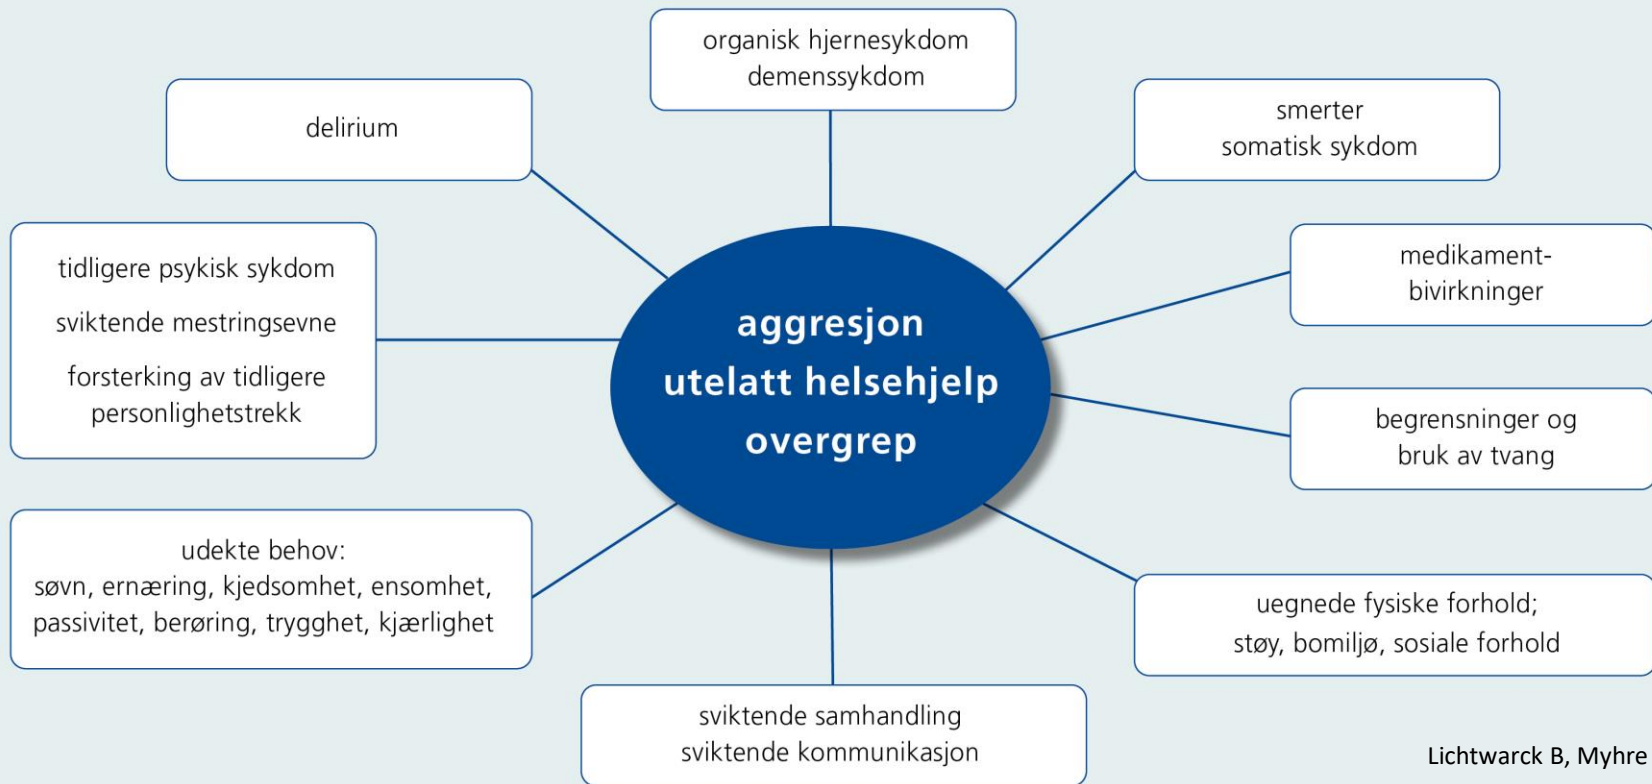 organisk hjernesykdom
demenssykdom
delirium
smerter
somatisk sykdom
tidligere psykisk sykdom
sviktende mestringsevne
forsterking av tidligere
personlighetstrekk
medikament-
bivirkninger
aggresjon
utelatt helsehjelp
overgrep
begrensninger og
bruk av tvang
udekte behov:
søvn, ernæring, kjedsomhet, ensomhet,
passivitet, berøring, trygghet, kjærlighet
uegnede fysiske forhold;
støy, bomiljø, sosiale forhold
sviktende samhandling
sviktende kommunikasjon
Lichtwarck B, Myhre